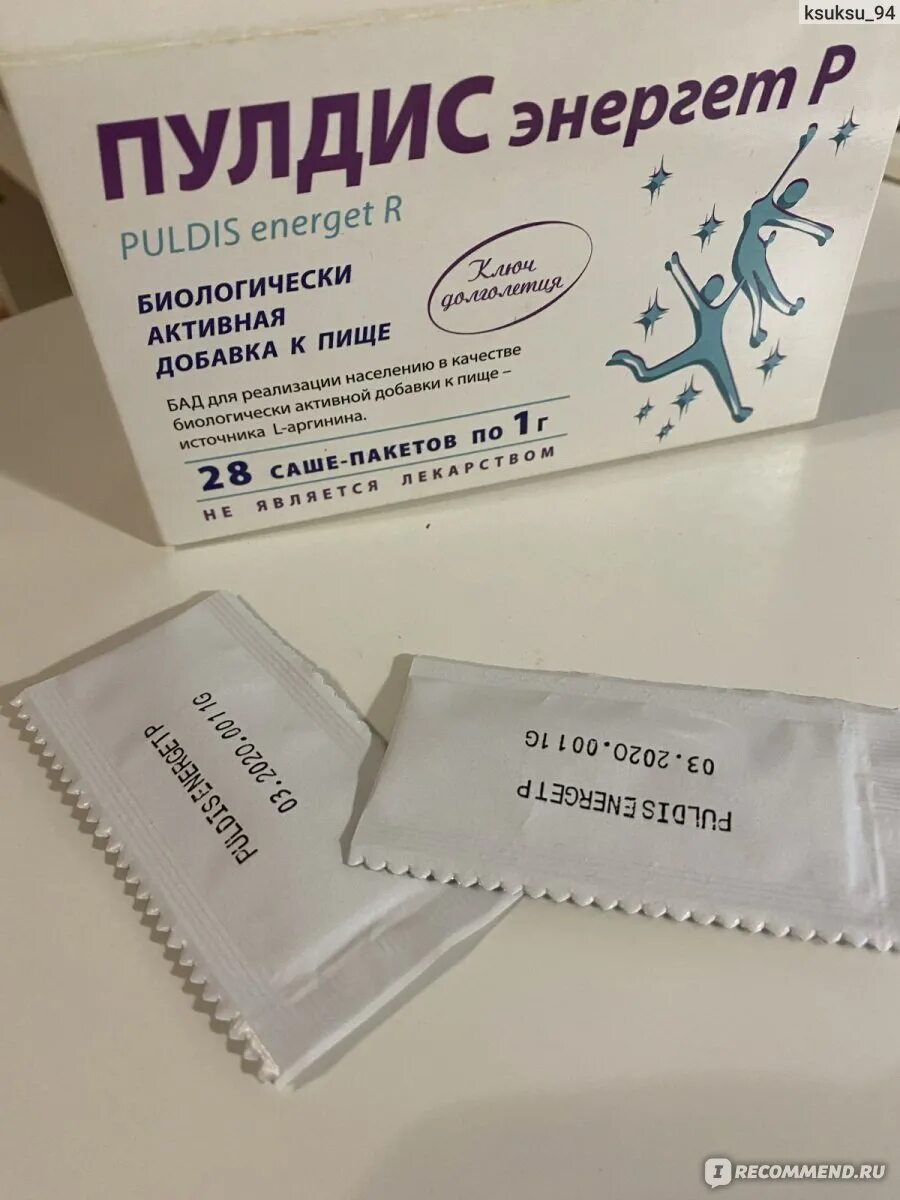 ksuksu_94
ПУЛДИС энергет Р
PULDIS energet R
БИОЛОГИЧЕСКИ
АКТИВНАЯ
ДОБАВКА К ПИЩЕ
Ключ
долголетия
БАД для реализации населению в качестве
биологически активной добавки к пище –
источника L-аргинина.
28 САШЕ-ПАКЕТОВ ПО 1 г
НЕ ЯВЛЯЕТСЯ ЛЕКАРСТВОМ
PULDIS ENERGET P
03.2020.0011G
03.2020.0011G
PULDIS ENERGET P
I RECOMMEND.RU